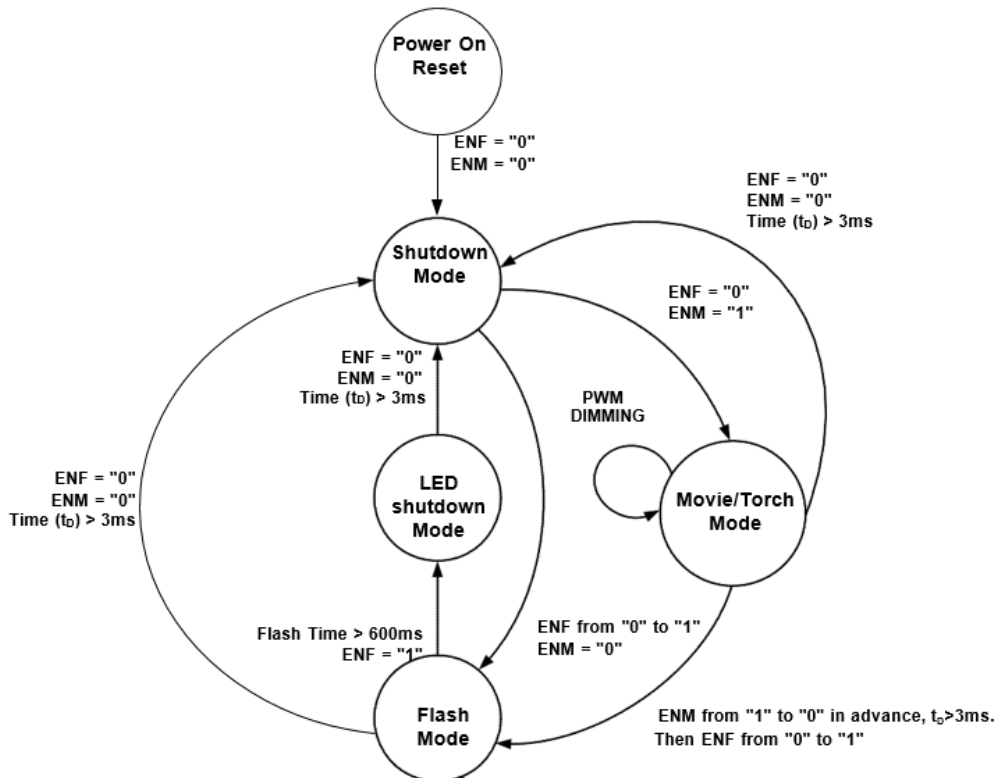 Power On
Reset
ENF = "0"
ENM = "0"
ENF = "0"
ENM = "0"
Time (tD) > 3ms
Shutdown
Mode
ENF = "0"
ENM = "1"
ENF = "0"
ENM = "0"
Time (tD) > 3ms
PWM
DIMMING
ENF = "0"
ENM = "0"
Time (tD) > 3ms
LED
shutdown
Mode
Movie/Torch
Mode
Flash Time > 600ms
ENF = "1"
ENF from "0" to "1"
ENM = "0"
Flash
Mode
ENM from "1" to "0" in advance, tD>3ms.
Then ENF from "0" to "1"